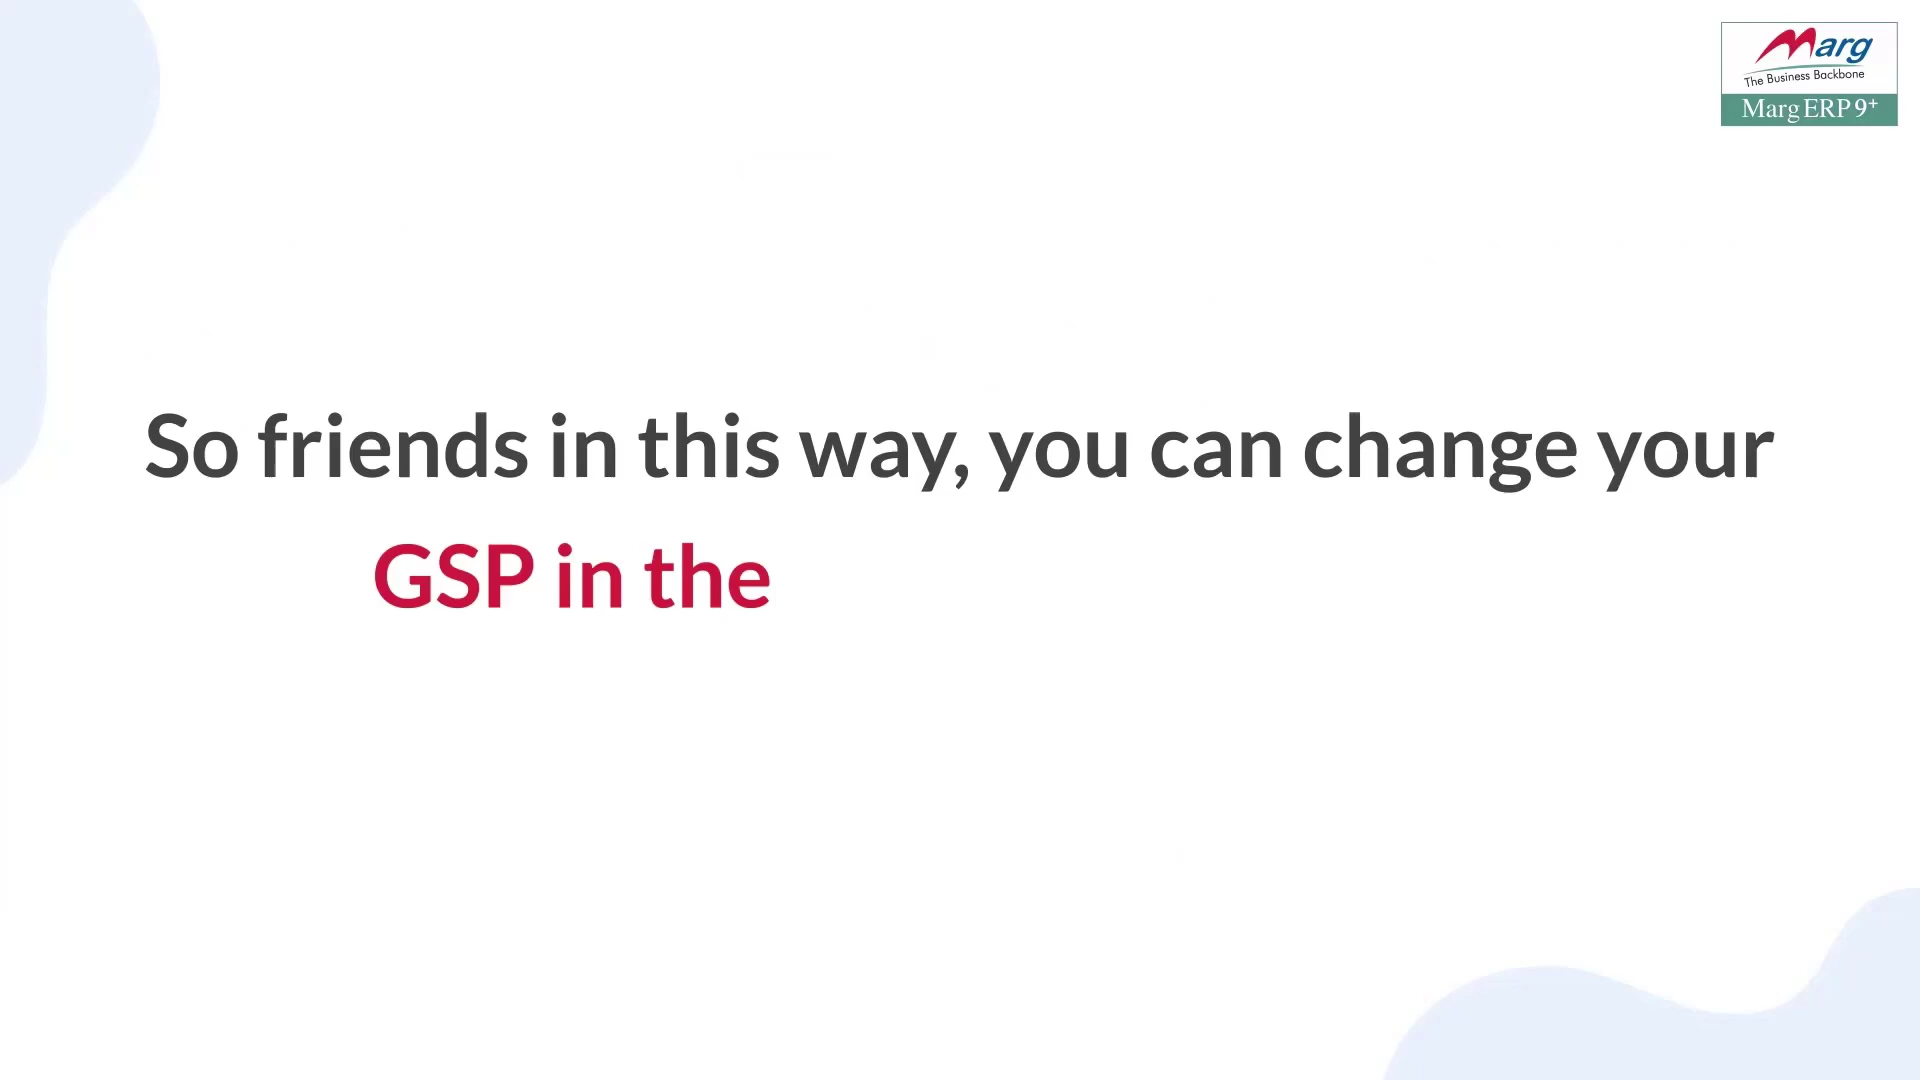 Marg
The Business Backbone
Marg ERP 9+
So friends in this way, you can change your
GSP in the